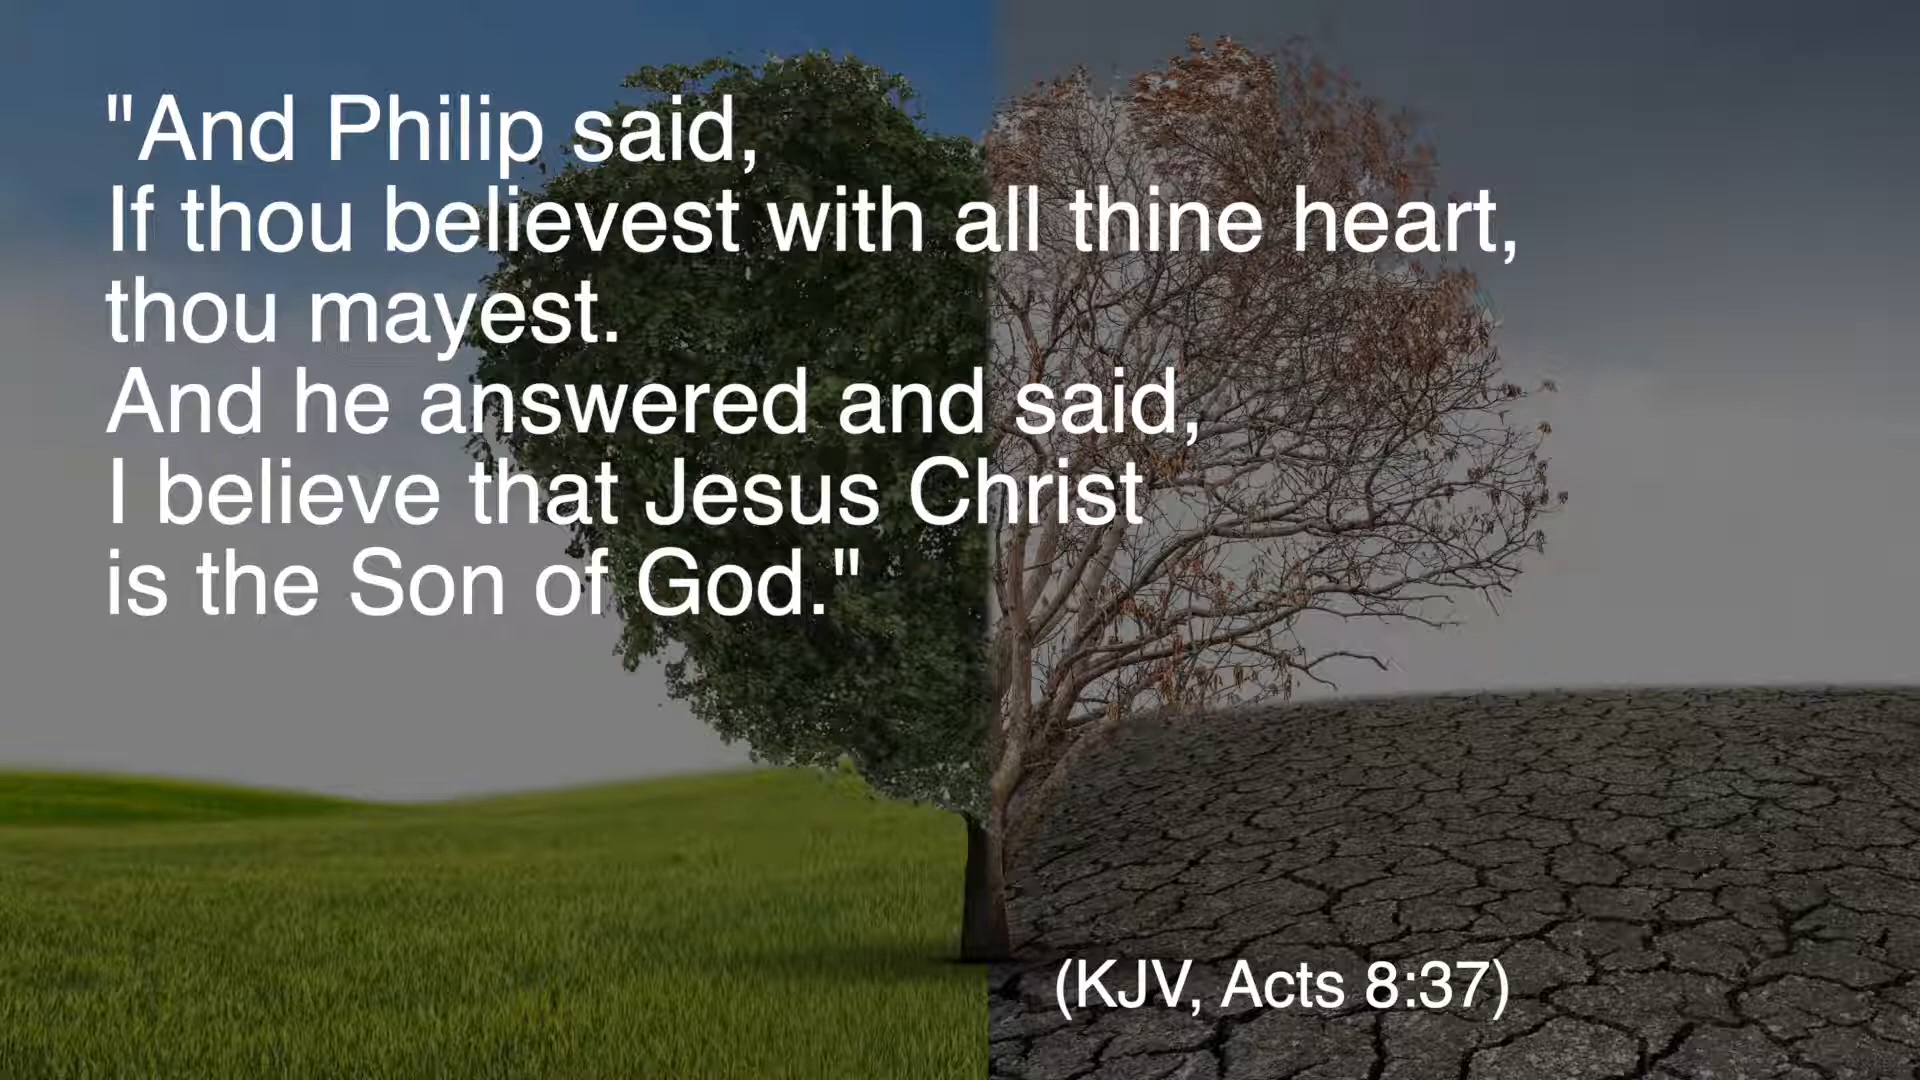 "And Philip said,
If thou believest with all thine heart,
thou mayest.
And he answered and said,
I believe that Jesus Christ
is the Son of God."
(KJV, Acts 8:37)